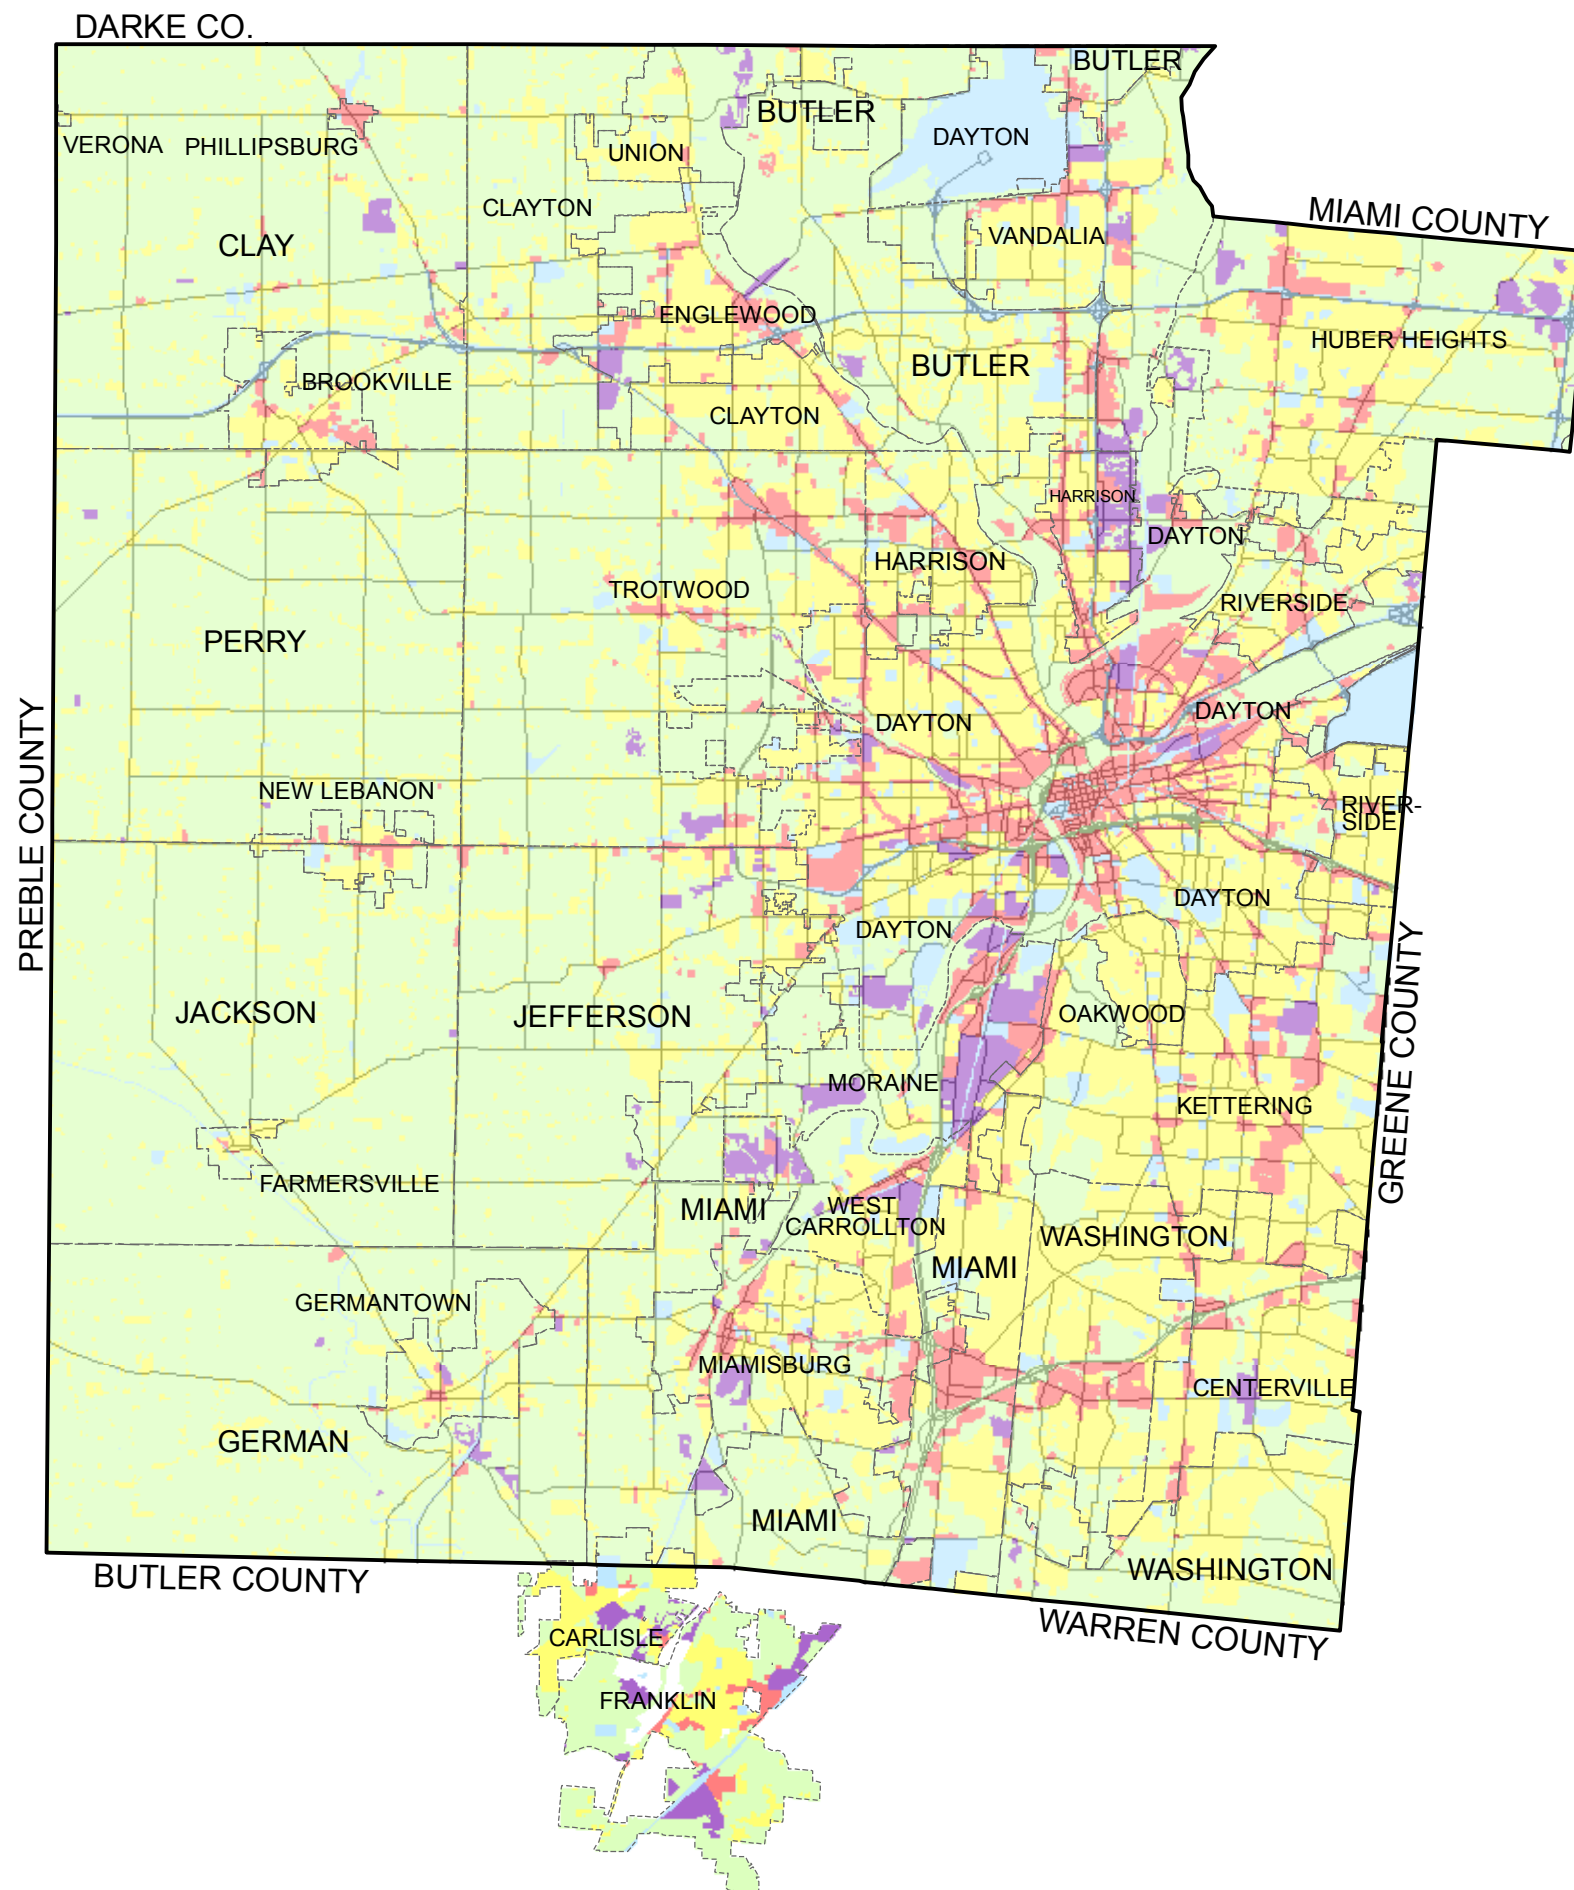 DARKE CO.
BUTLER
BUTLER
DAYTON
VERONA
PHILLIPSBURG
UNION
CLAYTON
MIAMI COUNTY
VANDALIA
CLAY
ENGLEWOOD
HUBER HEIGHTS
BUTLER
BROOKVILLE
CLAYTON
HARRISON
DAYTON
HARRISON
TROTWOOD
RIVERSIDE
PERRY
DAYTON
DAYTON
PREBLE COUNTY
NEW LEBANON
RIVER-
SIDE
DAYTON
DAYTON
JACKSON
JEFFERSON
OAKWOOD
GREENE COUNTY
MORAINE
KETTERING
FARMERSVILLE
MIAMI
WEST
CARROLLTON
WASHINGTON
MIAMI
GERMANTOWN
MIAMISBURG
CENTERVILLE
GERMAN
MIAMI
WASHINGTON
BUTLER COUNTY
WARREN COUNTY
CARLISLE
FRANKLIN